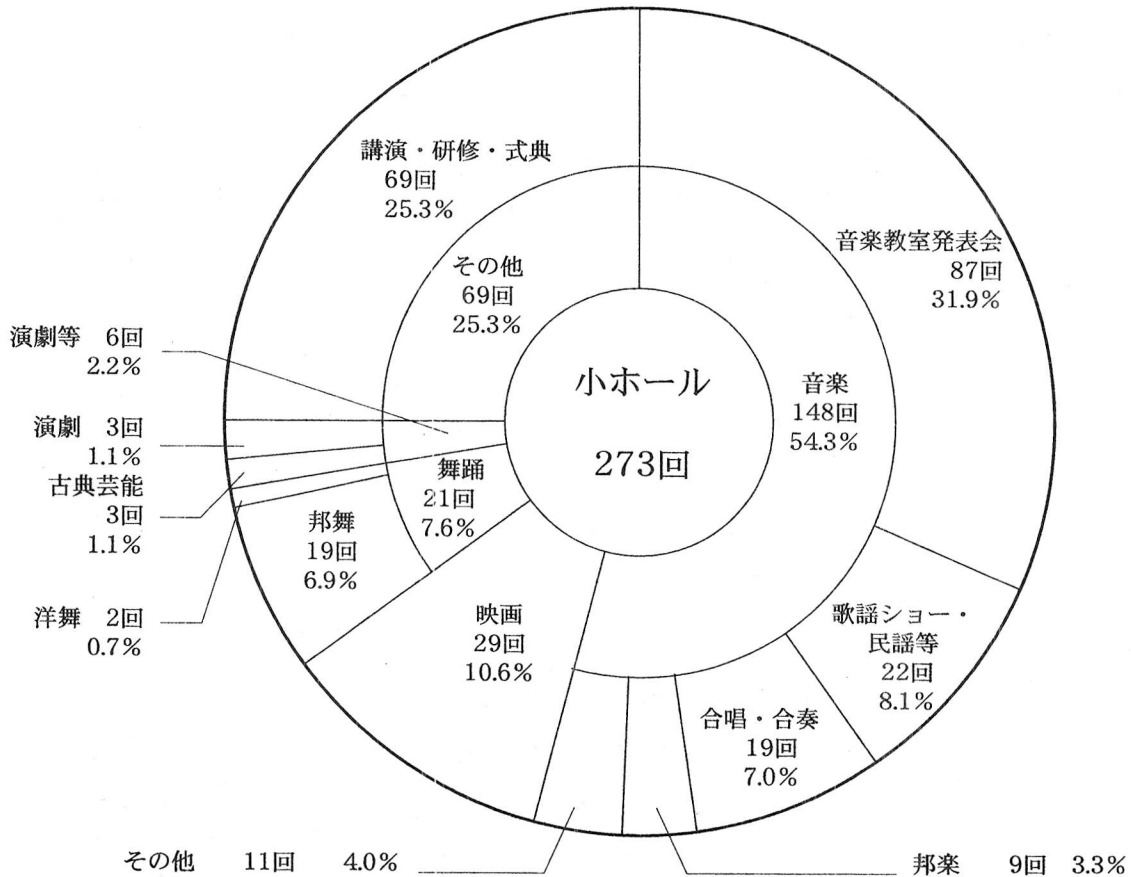 講演・研修・式典
69回
25.3%
音楽教室発表会
87回
31.9%
その他
69回
25.3%
小ホール
273回
音楽
148回
54.3%
演劇等 6回
2.2%
演劇 3回
1.1%
古典芸能
3回
1.1%
洋舞 2回
0.7%
舞踊
21回
7.6%
邦舞
19回
6.9%
映画
29回
10.6%
歌謡ショー・
民謡等
22回
8.1%
合唱・合奏
19回
7.0%
その他 11回 4.0%
邦楽 9回 3.3%